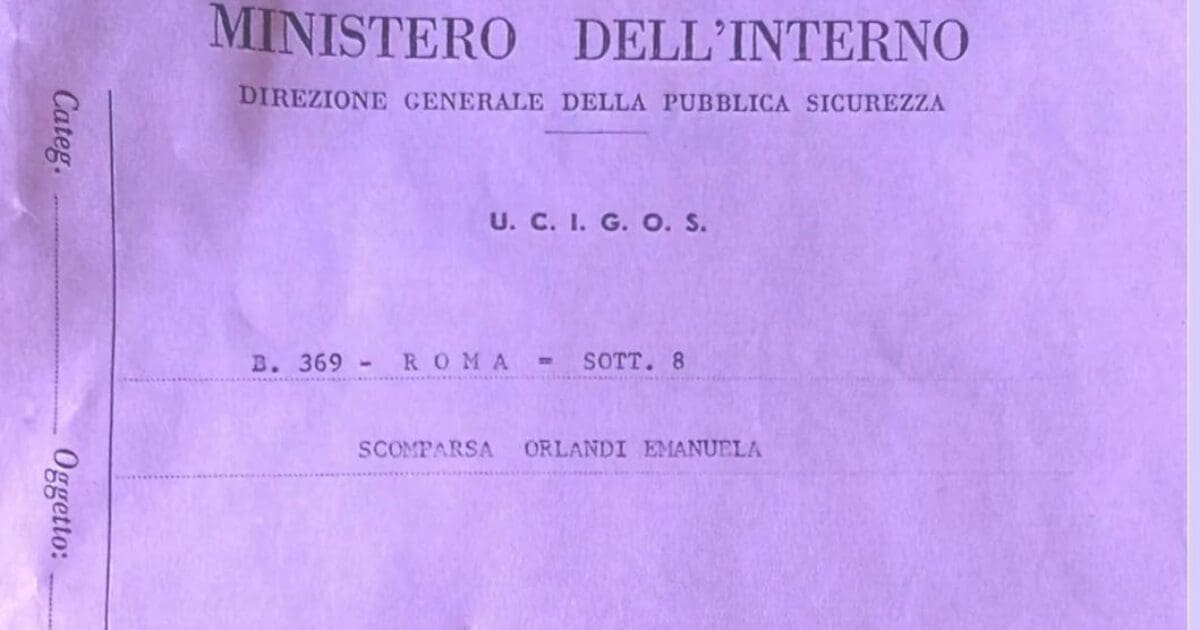 MINISTERO DELL'INTERNO
DIREZIONE GENERALE DELLA PUBBLICA SICUREZZA
U. C. I. G. O. S.
Categ.
B. 369 - R O M A = SOTT. 8
Oggetto:
SCOMPARSA ORLANDI EMANUELA